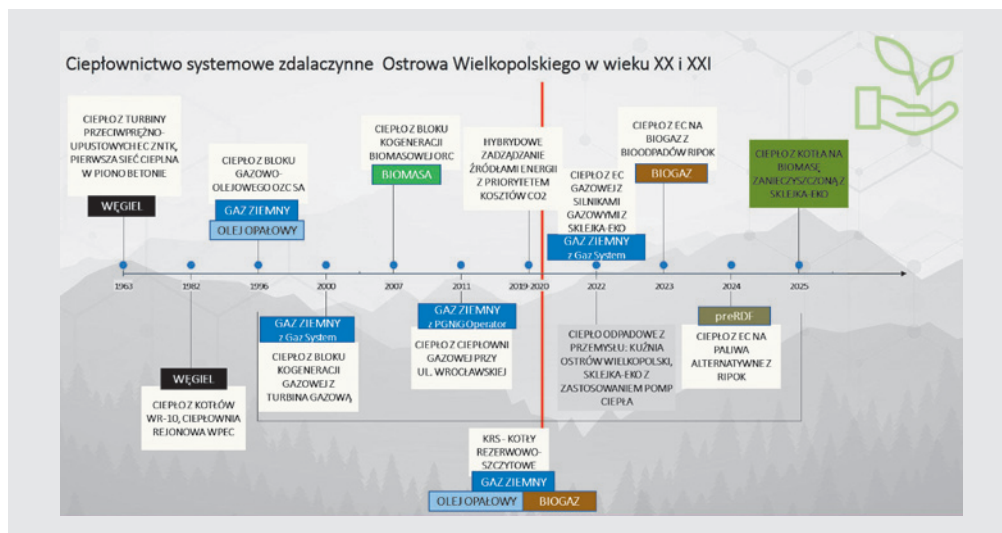 Ciepłownictwo systemowe zdalaczynne Ostrowa Wielkopolskiego w wieku XX i XXI
CIEPŁO Z TURBINY
PRZECIWPRĘŻNO-
UPUSTOWYCH EC ZNTK,
PIERWSZA SIEĆ CIEPLNA
W PIONO BETONIE
WĘGIEL
CIEPŁO Z BLOKU
GAZOWO-
OLEJOWEGO OZC SA
GAZ ZIEMNY
OLEJ OPAŁOWY
CIEPŁO Z BLOKU
KOGENERACJI
BIOMASOWEJ ORC
BIOMASA
HYBRYDOWE
ZADZĄDZANIE
ŹRÓDŁAMI ENERGII
Z PRIORYTETEM
KOSZTÓW CO2
CIEPŁO Z EC
GAZOWEJ Z
SILNIKAMI
GAZOWYMI Z
SKLEJKA-EKO
GAZ ZIEMNY
z Gaz System
CIEPŁO Z EC NA
BIOGAZ Z
BIOODPADÓW RIPOK
BIOGAZ
CIEPŁO Z KOTŁA NA
BIOMASĘ
ZANIECZYSZCZONĄ Z
SKLEJKA-EKO
1963
1982
1996
2000
2007
2011
2019-2020
2022
2023
2024
2025
WĘGIEL
CIEPŁO Z KOTŁÓW
WR-10, CIEPŁOWNIA
REJONOWA WPEC
GAZ ZIEMNY
z Gaz System
CIEPŁO Z BLOKU
KOGENERACJI
GAZOWEJ Z
TURBINA GAZOWĄ
GAZ ZIEMNY
z PGNiG Operator
CIEPŁO Z CIEPŁOWNI
GAZOWEJ PRZY
UL. WROCŁAWSKIEJ
CIEPŁO ODPADOWE Z
PRZEMYSŁU: KUŹNIA
OSTRÓW WIELKOPOLSKI,
SKLEJKA-EKO Z
ZASTOSOWANIEM POMP
CIEPŁA
preRDF
CIEPŁO Z EC NA
PALIWA
ALTERNATYWNE Z
RIPOK
KRS - KOTŁY
REZERWOWO-
SZCZYTOWE
GAZ ZIEMNY
OLEJ OPAŁOWY
BIOGAZ